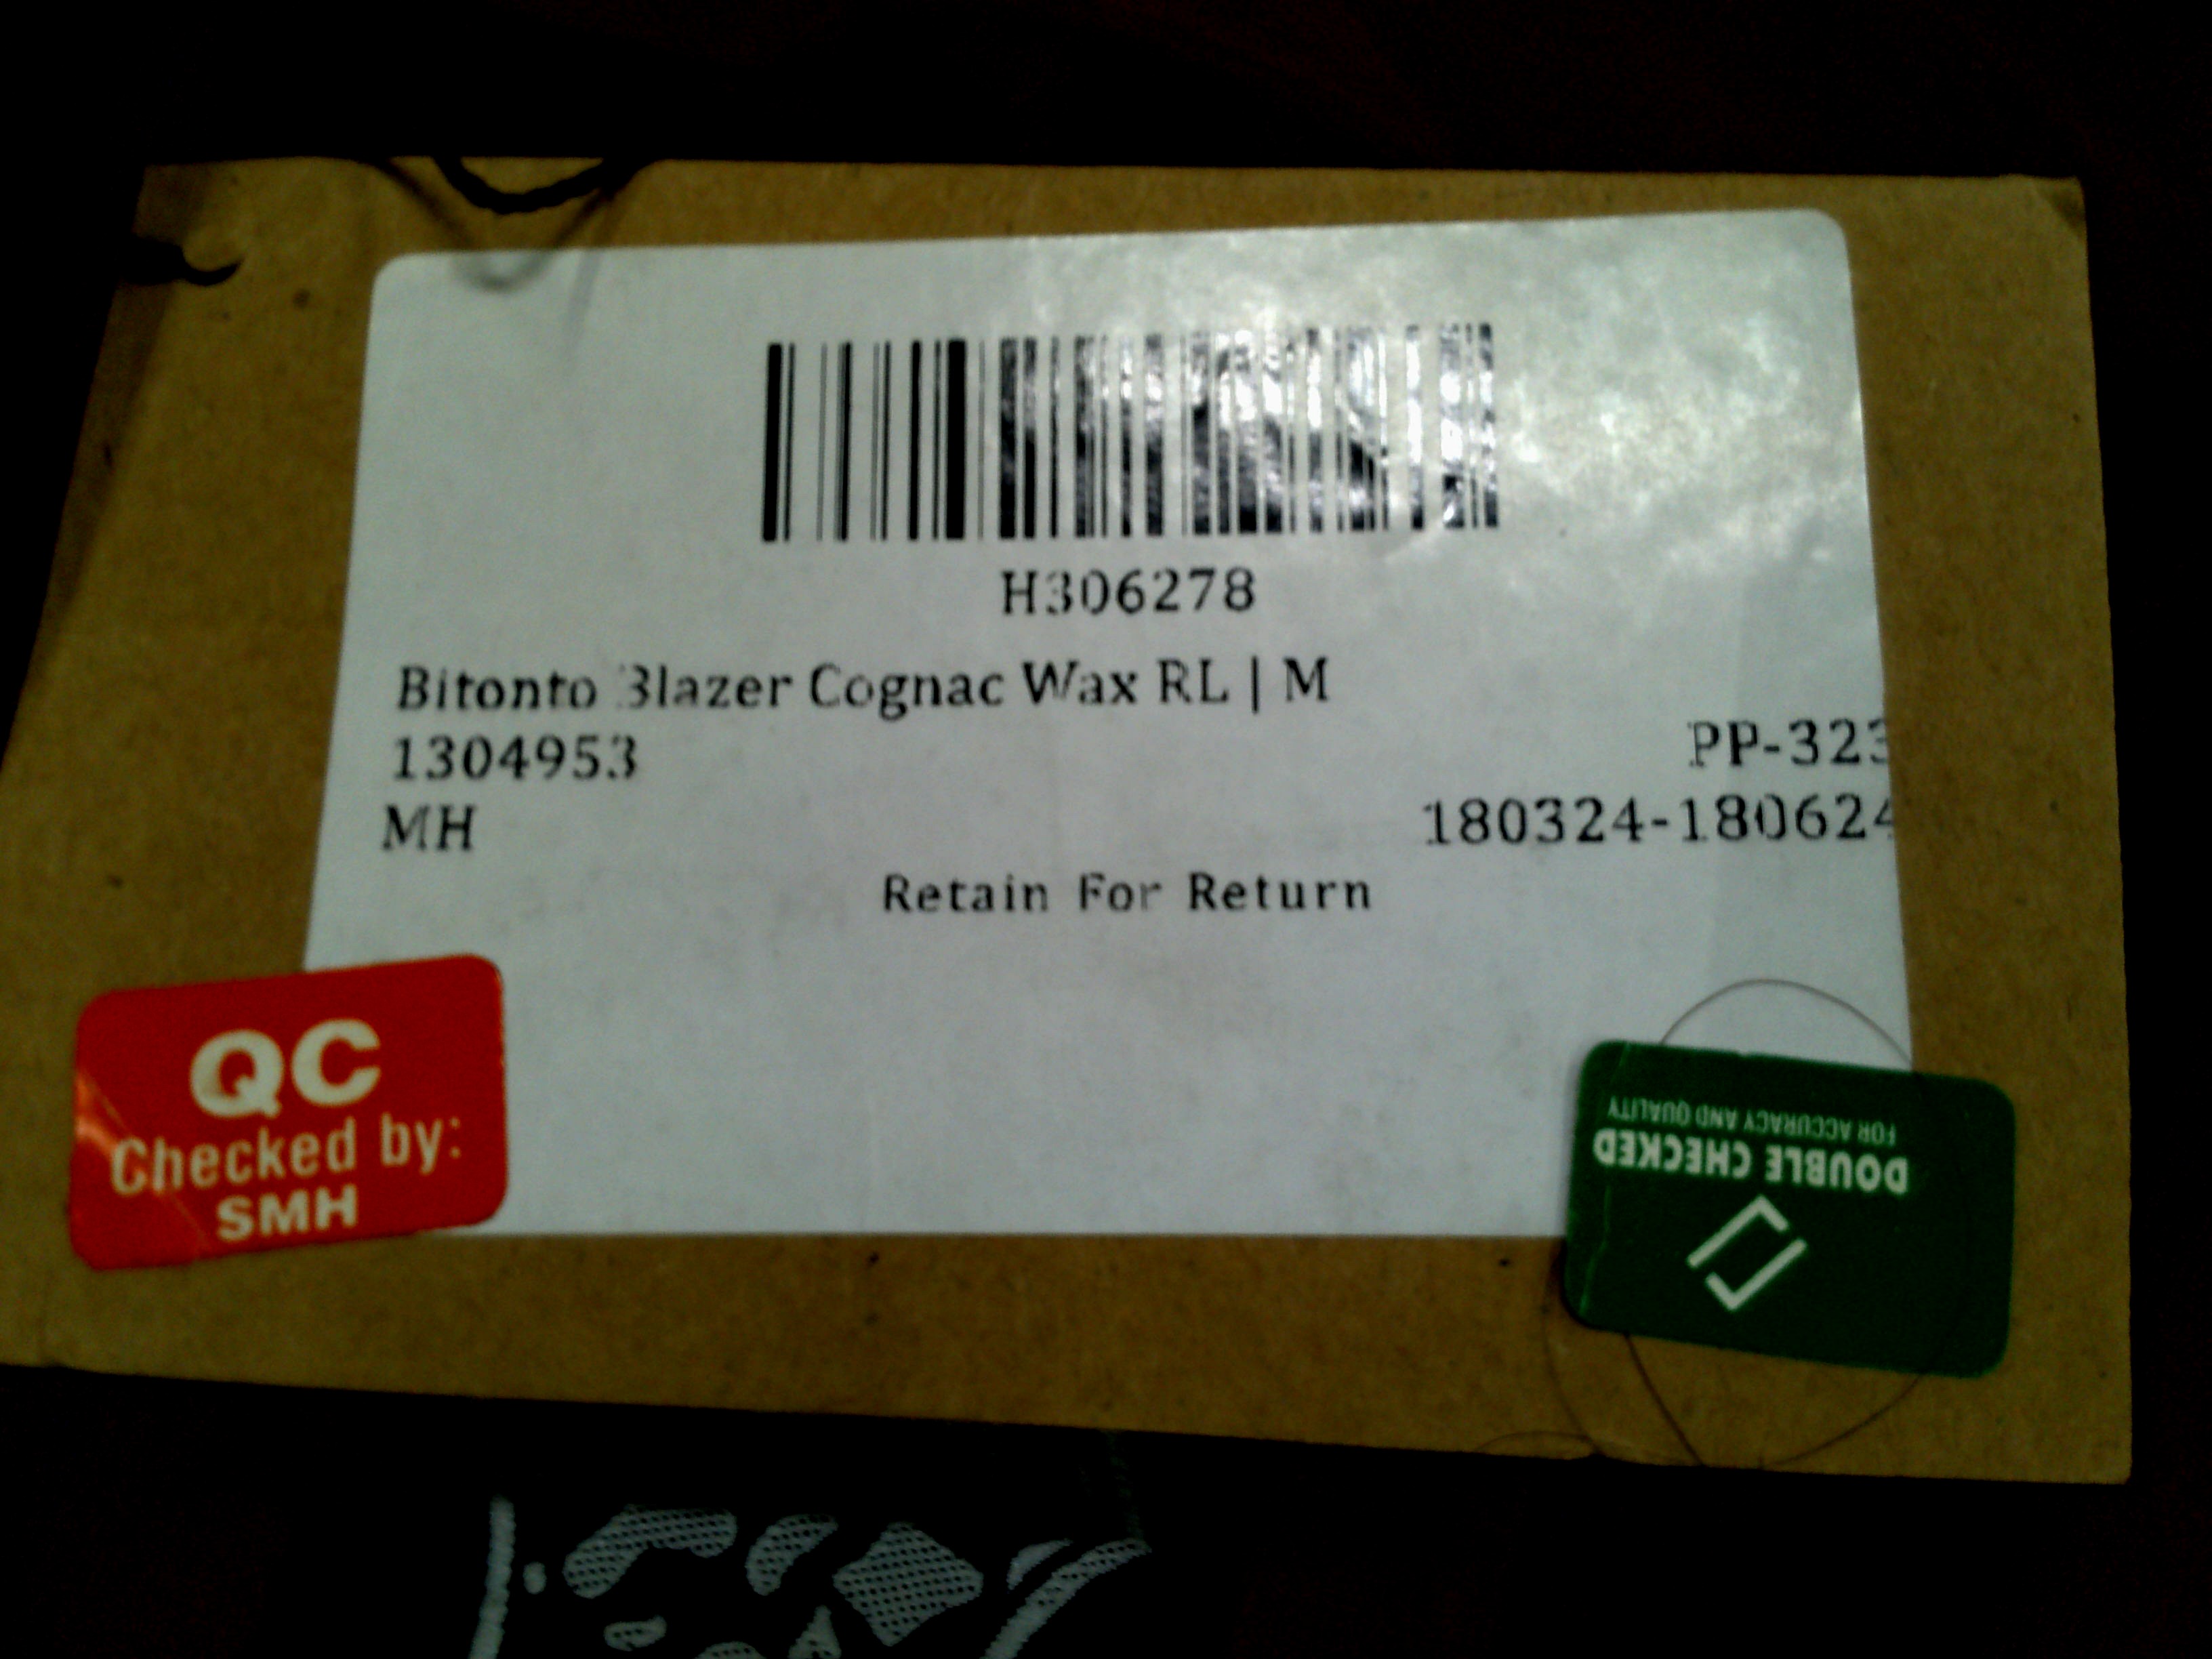 H306278
Bitonto Blazer Cognac Wax RL | M
1304953
PP-323
MH
180324-180624
Retain For Return
QC
Checked by:
SMH
DOUBLE CHECKED
FOR ACCURACY AND QUALITY